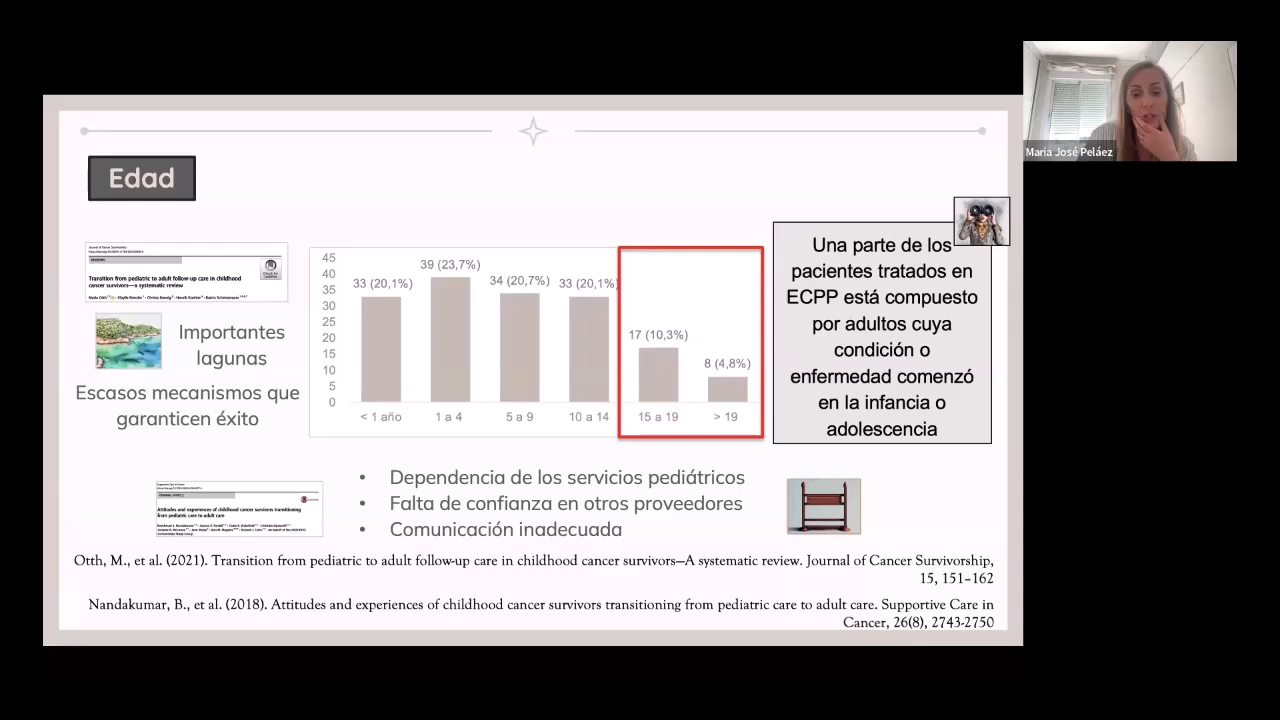 Maria José Peláez
Edad
Journal of Cancer Survivorship
REVIEWS
Transition from pediatric to adult follow-up care in childhood
cancer survivors—a systematic review
Importantes
lagunas
Escasos mecanismos que
garanticen éxito
45
40
35
30
25
20
15
10
5
0
33 (20,1%)
39 (23,7%)
34 (20,7%)
33 (20,1%)
17 (10,3%)
8 (4,8%)
< 1 año
1 a 4
5 a 9
10 a 14
15 a 19
> 19
Una parte de los
pacientes tratados en
ECPP está compuesto
por adultos cuya
condición o
enfermedad comenzó
en la infancia o
adolescencia
Attitudes and experiences of childhood cancer survivors transitioning
from pediatric care to adult care
• Dependencia de los servicios pediátricos
• Falta de confianza en otros proveedores
• Comunicación inadecuada
Otth, M., et al. (2021). Transition from pediatric to adult follow-up care in childhood cancer survivors—A systematic review. Journal of Cancer Survivorship,
15, 151–162
Nandakumar, B., et al. (2018). Attitudes and experiences of childhood cancer survivors transitioning from pediatric care to adult care. Supportive Care in
Cancer, 26(8), 2743-2750